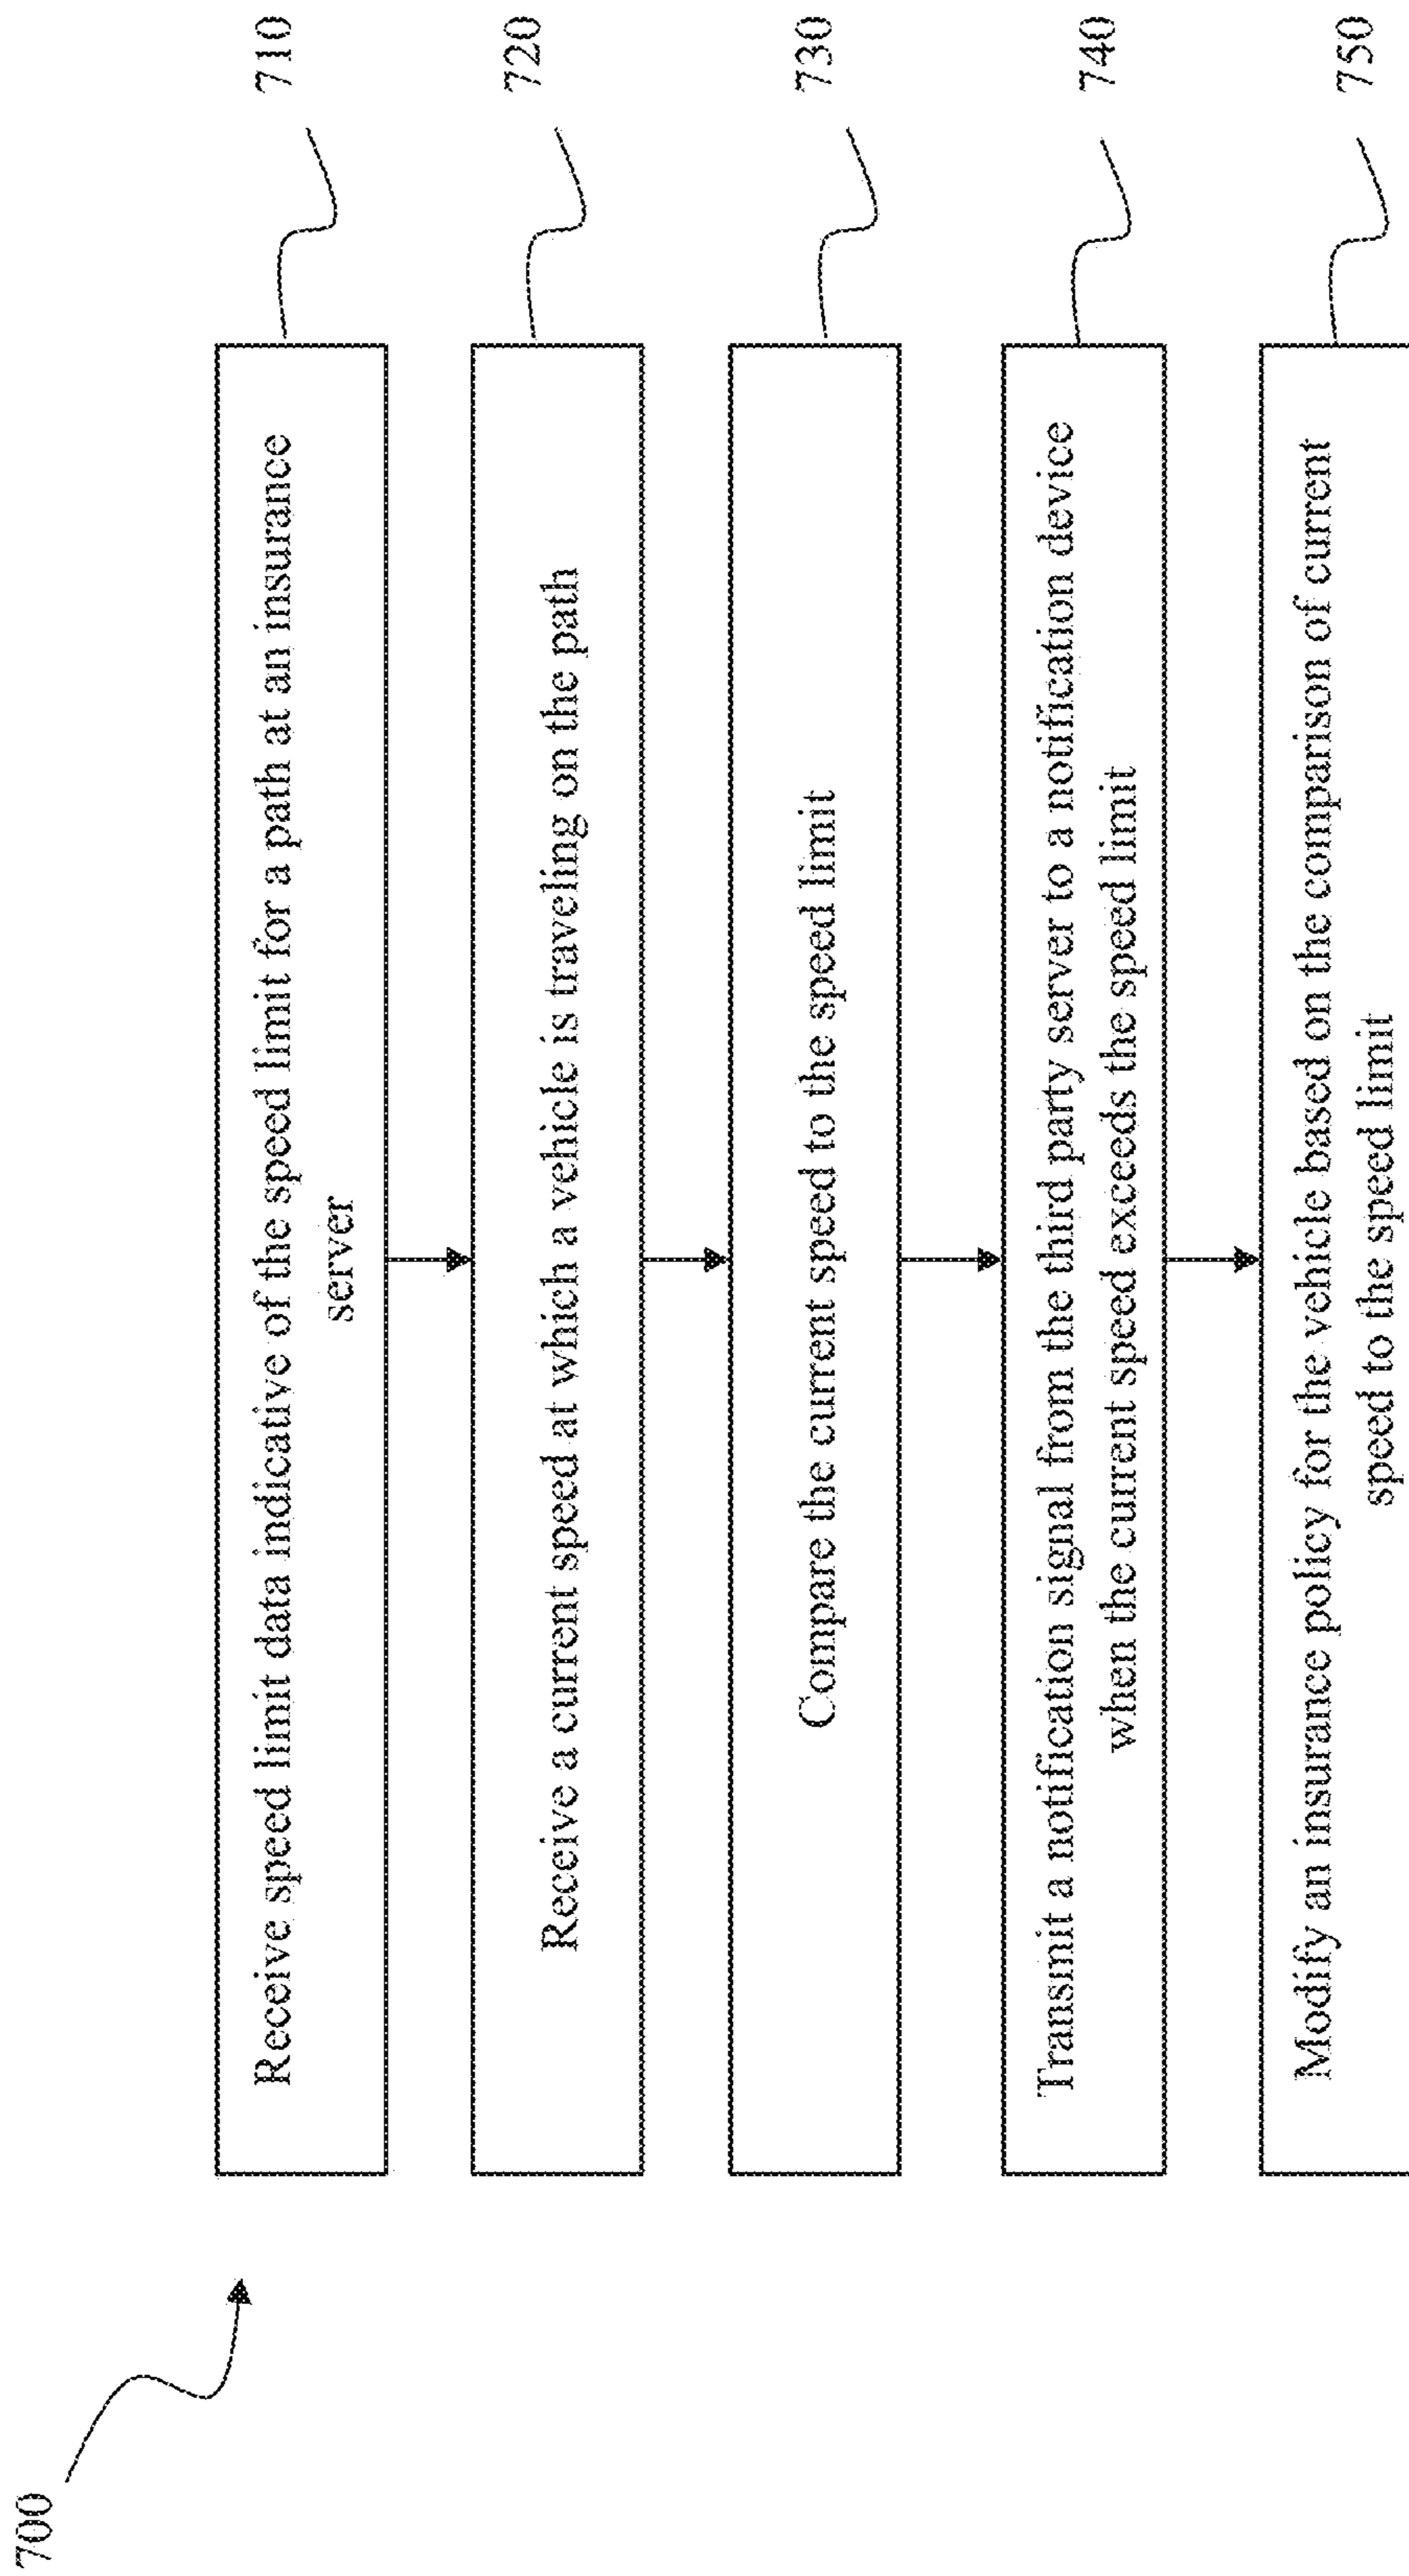 700
Receive speed limit data indicative of the speed limit for a path at an insurance
server
710
Receive a current speed at which a vehicle is traveling on the path
720
Compare the current speed to the speed limit
730
Transmit a notification signal from the third party server to a notification device
when the current speed exceeds the speed limit
740
Modify an insurance policy for the vehicle based on the comparison of current
speed to the speed limit
750